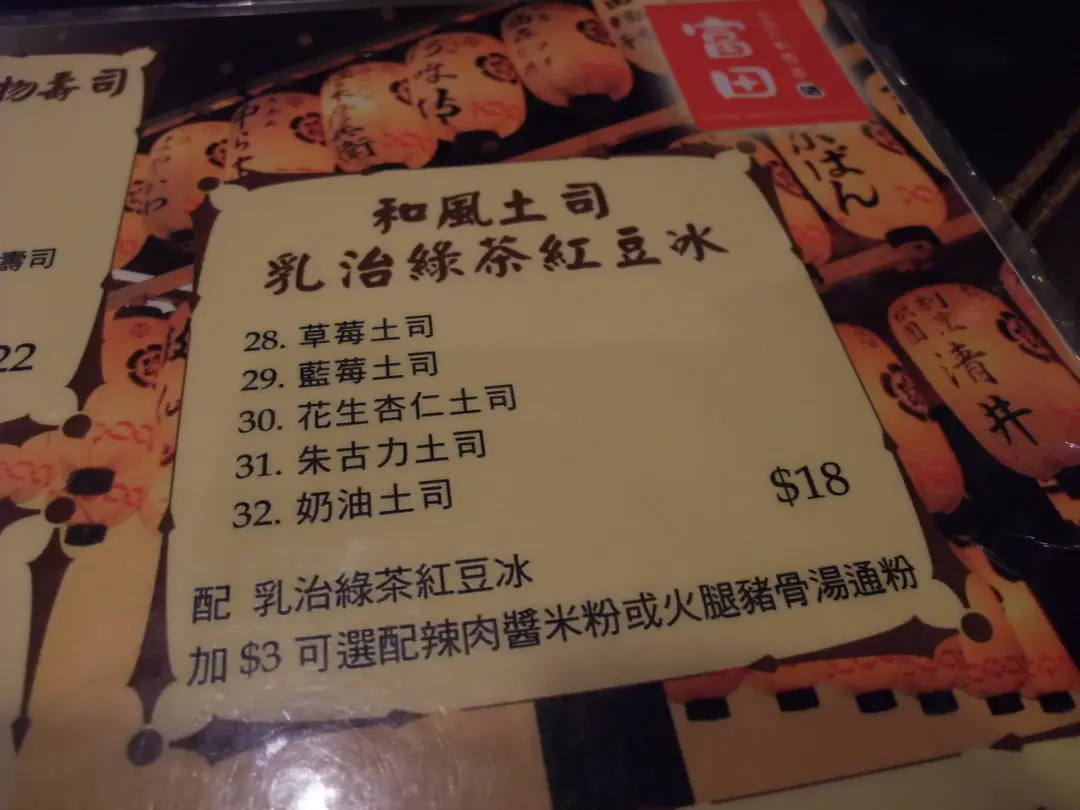 富田
物壽司
壽司
22
和風土司
乳治綠茶紅豆冰
28. 草莓土司
29. 藍莓土司
30. 花生杏仁土司
31. 朱古力土司
32. 奶油土司
$18
配 乳治綠茶紅豆冰
加 $3 可選配辣肉醬米粉或火腿豬骨湯通粉
小ばん
清井